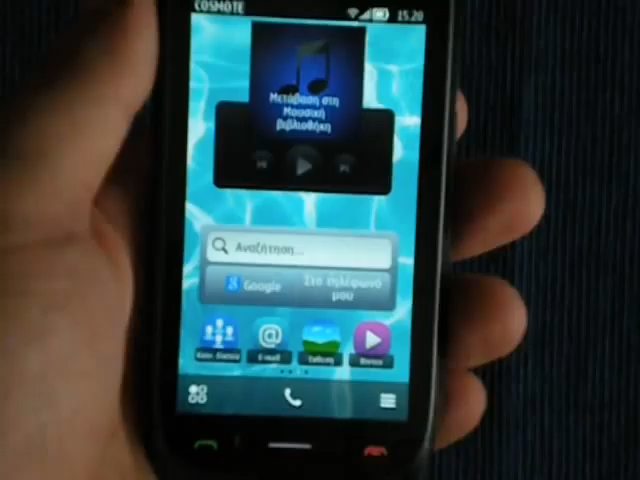 COSMOTE
15.20
Μετάβαση στη
Μουσική
βιβλιοθήκη
Αναζήτηση...
Google
Στο τηλέφωνό
μου
E-mail